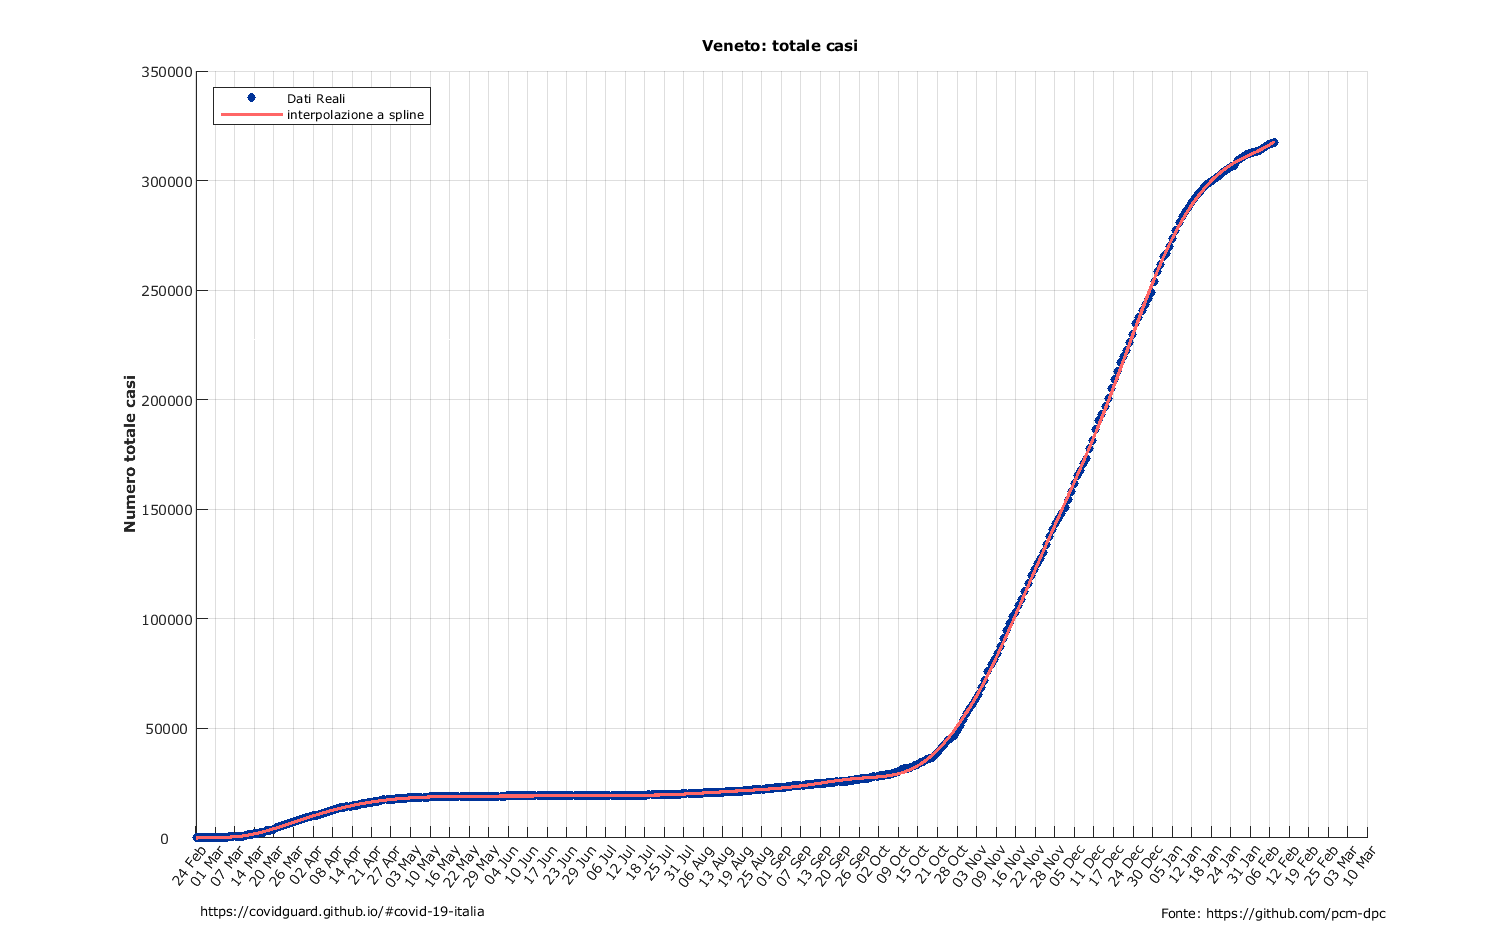 Veneto: totale casi
Dati Reali
interpolazione a spline
Numero totale casi
350000
300000
250000
200000
150000
100000
50000
0
24 Feb
01 Mar
07 Mar
14 Mar
20 Mar
26 Mar
02 Apr
08 Apr
14 Apr
21 Apr
27 Apr
03 May
10 May
16 May
22 May
29 May
04 Jun
10 Jun
17 Jun
23 Jun
29 Jun
06 Jul
12 Jul
18 Jul
25 Jul
31 Jul
06 Aug
13 Aug
19 Aug
25 Aug
01 Sep
07 Sep
13 Sep
20 Sep
26 Sep
02 Oct
09 Oct
15 Oct
21 Oct
28 Oct
03 Nov
09 Nov
16 Nov
22 Nov
28 Nov
05 Dec
11 Dec
17 Dec
24 Dec
30 Dec
05 Jan
12 Jan
18 Jan
24 Jan
31 Jan
06 Feb
12 Feb
19 Feb
25 Feb
03 Mar
10 Mar
https://covidguard.github.io/#covid-19-italia
Fonte: https://github.com/pcm-dpc